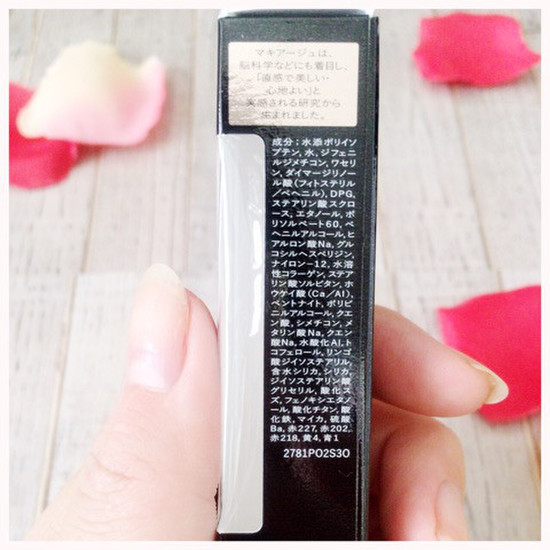 マキアージュは、
脳科学などにも着目し、
「直感で美しい・
心地よい」と
実感される研究から
生まれました。
成分：水添ポリイソ
ブテン, 水, ジフェニ
ルジメチコン, ワセリ
ン, ダイマージリノー
ル酸(フィトステリル
/ベヘニル), DPG,
ステアリン酸スクロ
ース, エタノール, ポ
リソルベート60, ベ
ヘニルアルコール, ヒ
アルロン酸Na, グル
コシルヘスペリジン,
ナイロン-12, 水溶
性コラーゲン, ステア
リン酸ソルビタン, ホ
ウケイ酸(Ca/Al),
ベントナイト, ポリビ
ニルアルコール, クエ
ン酸, シメチコン, メ
タリン酸Na, クエン
酸Na, 水酸化Al, ト
コフェロール, リンゴ
酸ジイソステアリル,
含水シリカ, シリカ,
ジイソステアリン酸
グリセリル, 酸化ス
ズ, フェノキシエタノ
ール, 酸化チタン, 酸
化鉄, マイカ, 硫酸
Ba, 赤227, 赤202,
赤218, 黄4, 青1
2781P02S30